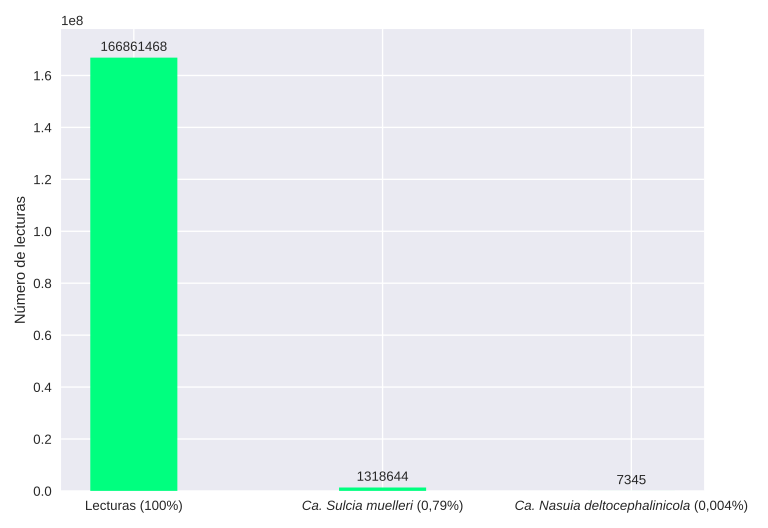 1e8
166861468
1.6
1.4
1.2
1.0
0.8
0.6
0.4
0.2
0.0
Número de lecturas
1318644
7345
Lecturas (100%)
Ca. Sulcia muelleri (0,79%)
Ca. Nasuia deltocephalinicola (0,004%)